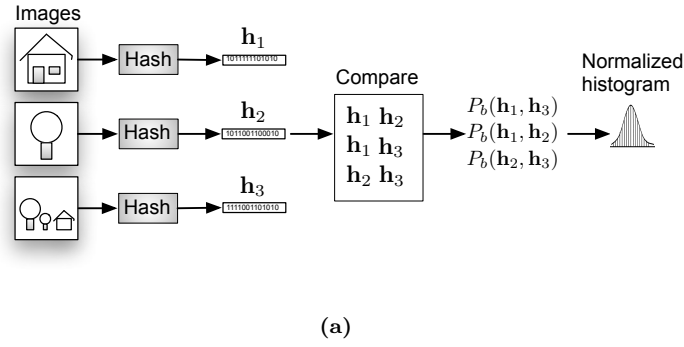 Images
Hash
h1
1011111101010
Hash
h2
1011001100010
Hash
h3
1111001101010
Compare
h1 h2
h1 h3
h2 h3
Pb(h1, h3)
Pb(h1, h2)
Pb(h2, h3)
Normalized
histogram
(a)